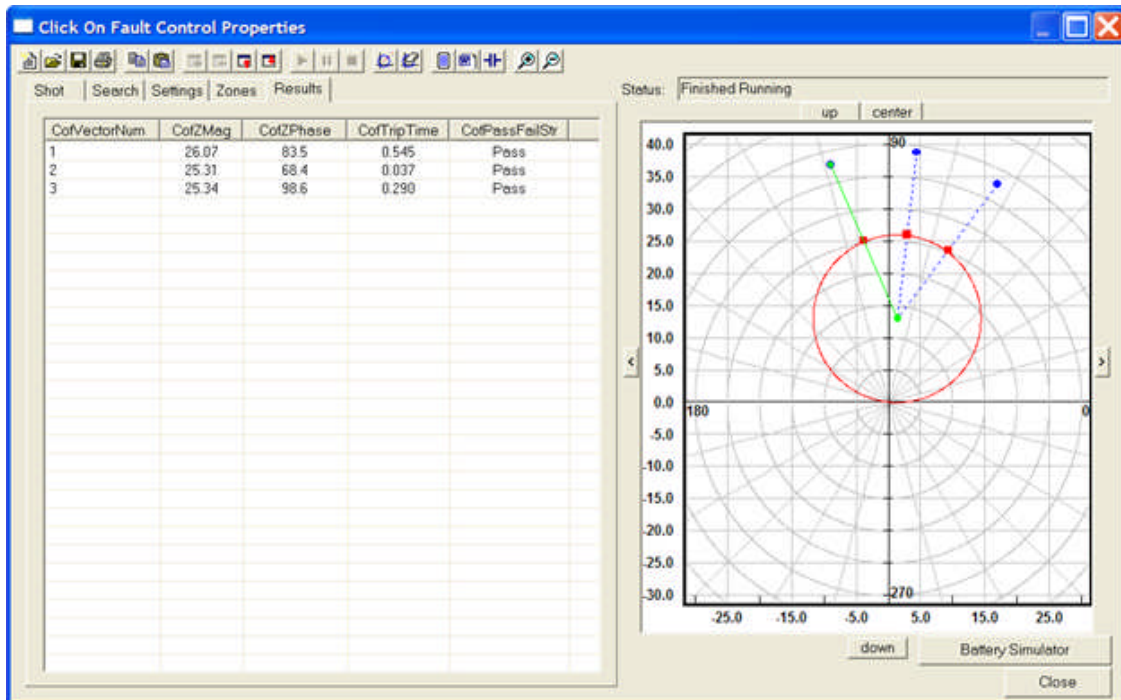 Click On Fault Control Properties
Shot Search Settings Zones Results
Status: Finished Running
up center
CofVectorNum CofZMag CofZPhase CofTripTime CofPassFailStr
1 26.07 83.5 0.545 Pass
2 25.31 68.4 0.037 Pass
3 25.34 98.6 0.290 Pass
40.0 90
35.0
30.0
25.0
20.0
15.0
10.0
5.0
< >
0.0 180 0
-5.0
-10.0
-15.0
-20.0
-25.0
-30.0 270
-25.0 -15.0 -5.0 5.0 15.0 25.0
down Battery Simulator
Close